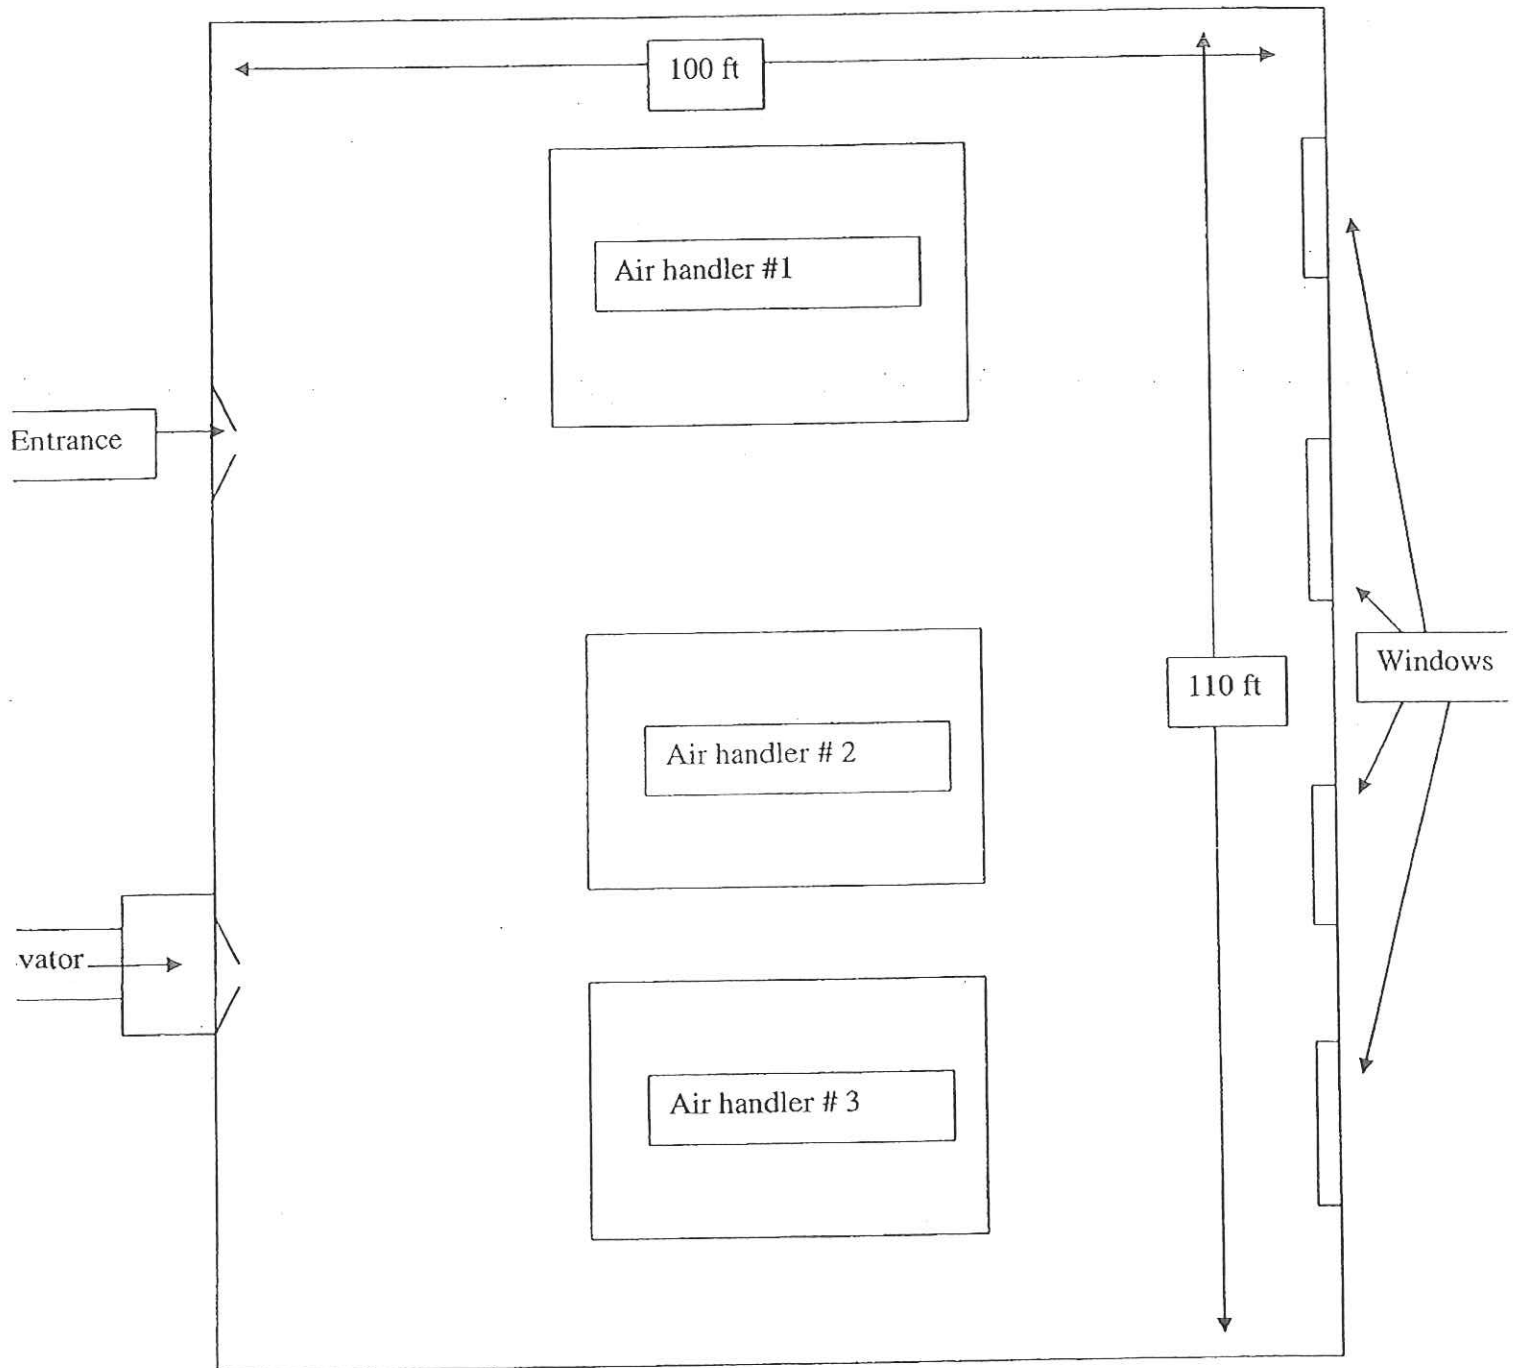 100 ft
Air handler #1
Entrance
Windows
110 ft
Air handler # 2
vator
Air handler # 3